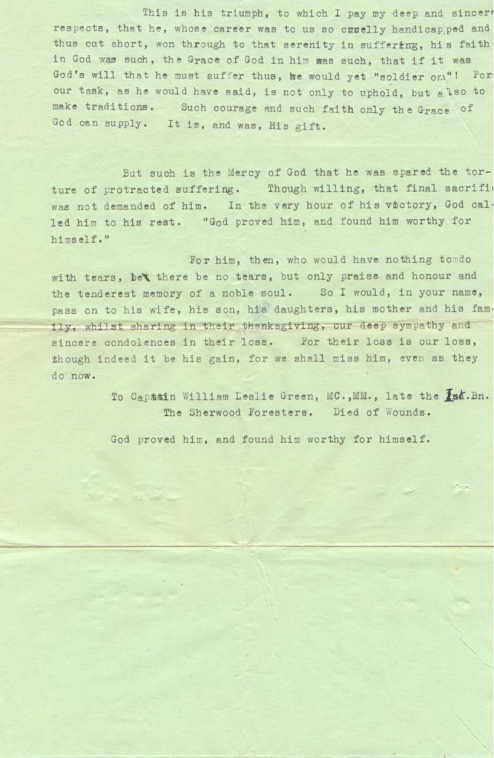 This is his triumph, to which I pay my deep and sincere
respects, that he, whose career was to us so cruelly handicapped and
thus cut short, won through to that serenity in suffering, his faith
in God was such, the Grace of God in him was such, that if it was
God's will that he must suffer thus, he would yet "soldier on"! For
our task, as he would have said, is not only to uphold, but also to
make traditions. Such courage and such faith only the Grace of
God can supply. It is, and was, His gift.
But such is the Mercy of God that he was spared the tor-
ture of protracted suffering. Though willing, that final sacrific
was not demanded of him. In the very hour of his victory, God cal-
led him to his rest. "God proved him, and found him worthy for
himself."
For him, then, who would have nothing to do
with tears, let there be no tears, but only praise and honour and
the tenderest memory of a noble soul. So I would, in your name,
pass on to his wife, his son, his daughters, his mother and his fam-
ily, whilst sharing in their thanksgiving, our deep sympathy and
sincere condolences in their loss. For their loss is our loss,
though indeed it be his gain, for we shall miss him, even as they
do now.
To Captain William Leslie Green, MC.,MM., late the 1st.Bn.
The Sherwood Foresters. Died of Wounds.
God proved him, and found him worthy for himself.